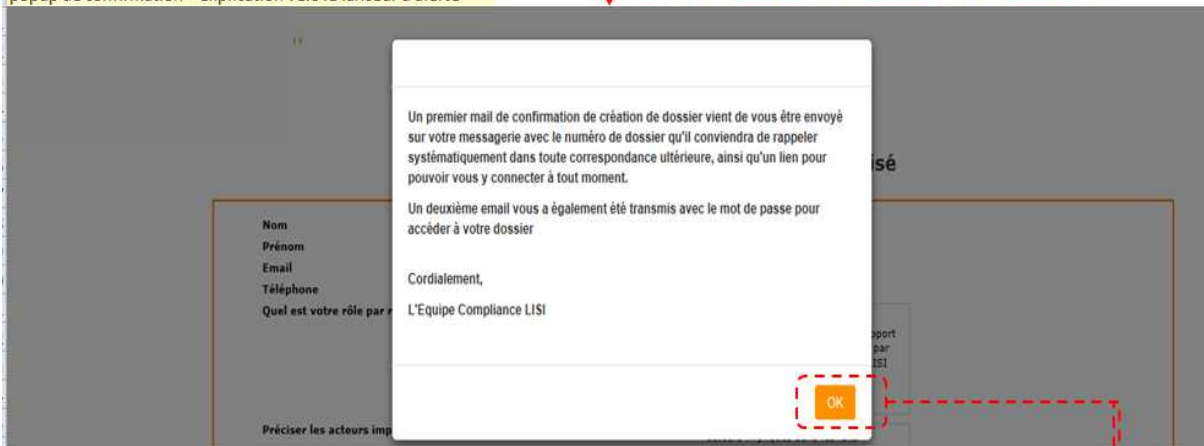 Un premier mail de confirmation de création de dossier vient de vous être envoyé
sur votre messagerie avec le numéro de dossier qu'il conviendra de rappeler
systématiquement dans toute correspondance ultérieure, ainsi qu'un lien pour
pouvoir vous y connecter à tout moment.
Un deuxième email vous a également été transmis avec le mot de passe pour
accéder à votre dossier
Cordialement,
L'Equipe Compliance LISI
OK
isé
Nom
Prénom
Email
Téléphone
Quel est votre rôle par r
pport
par
ISI
Préciser les acteurs imp